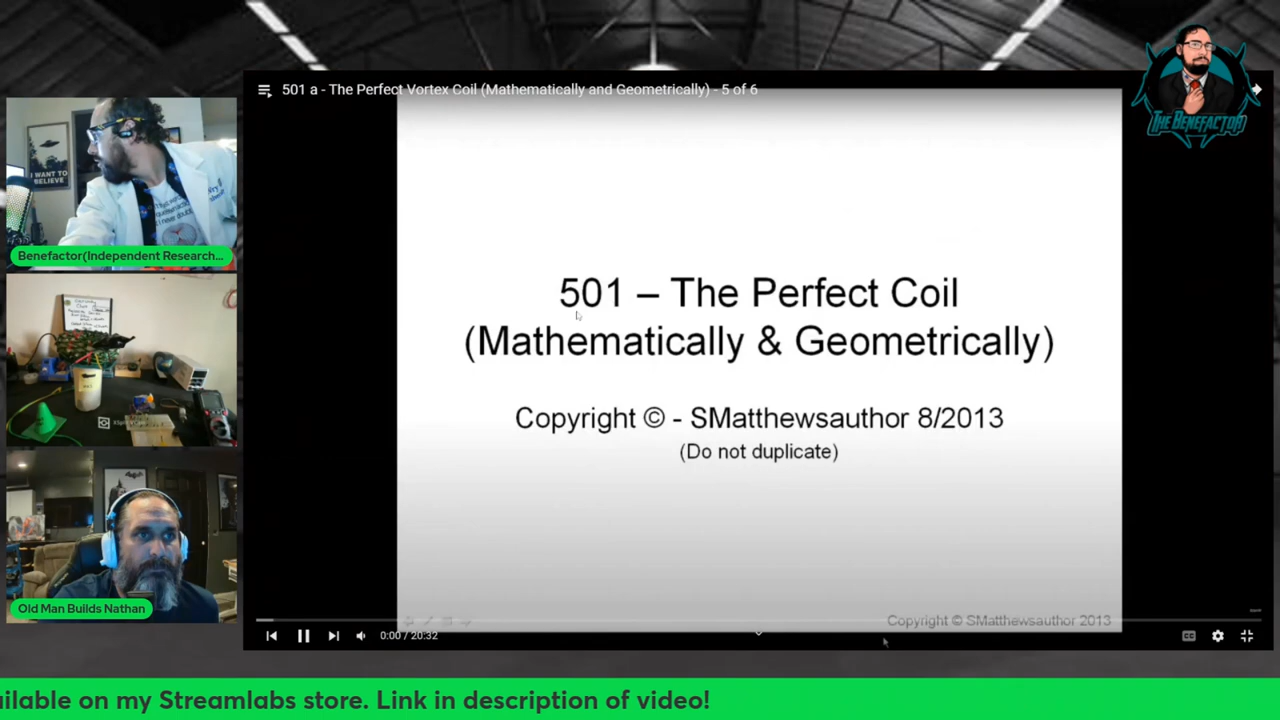 501 a - The Perfect Vortex Coil (Mathematically and Geometrically) - 5 of 6
THE BENEFACTOR
I WANT TO
BELIEVE
Benefactor(Independent Research...
501 – The Perfect Coil
(Mathematically & Geometrically)
Copyright © - SMatthewsauthor 8/2013
(Do not duplicate)
Old Man Builds Nathan
Copyright © SMatthewsauthor 2013
0:00 / 20:32
CC
ailable on my Streamlabs store. Link in description of video!